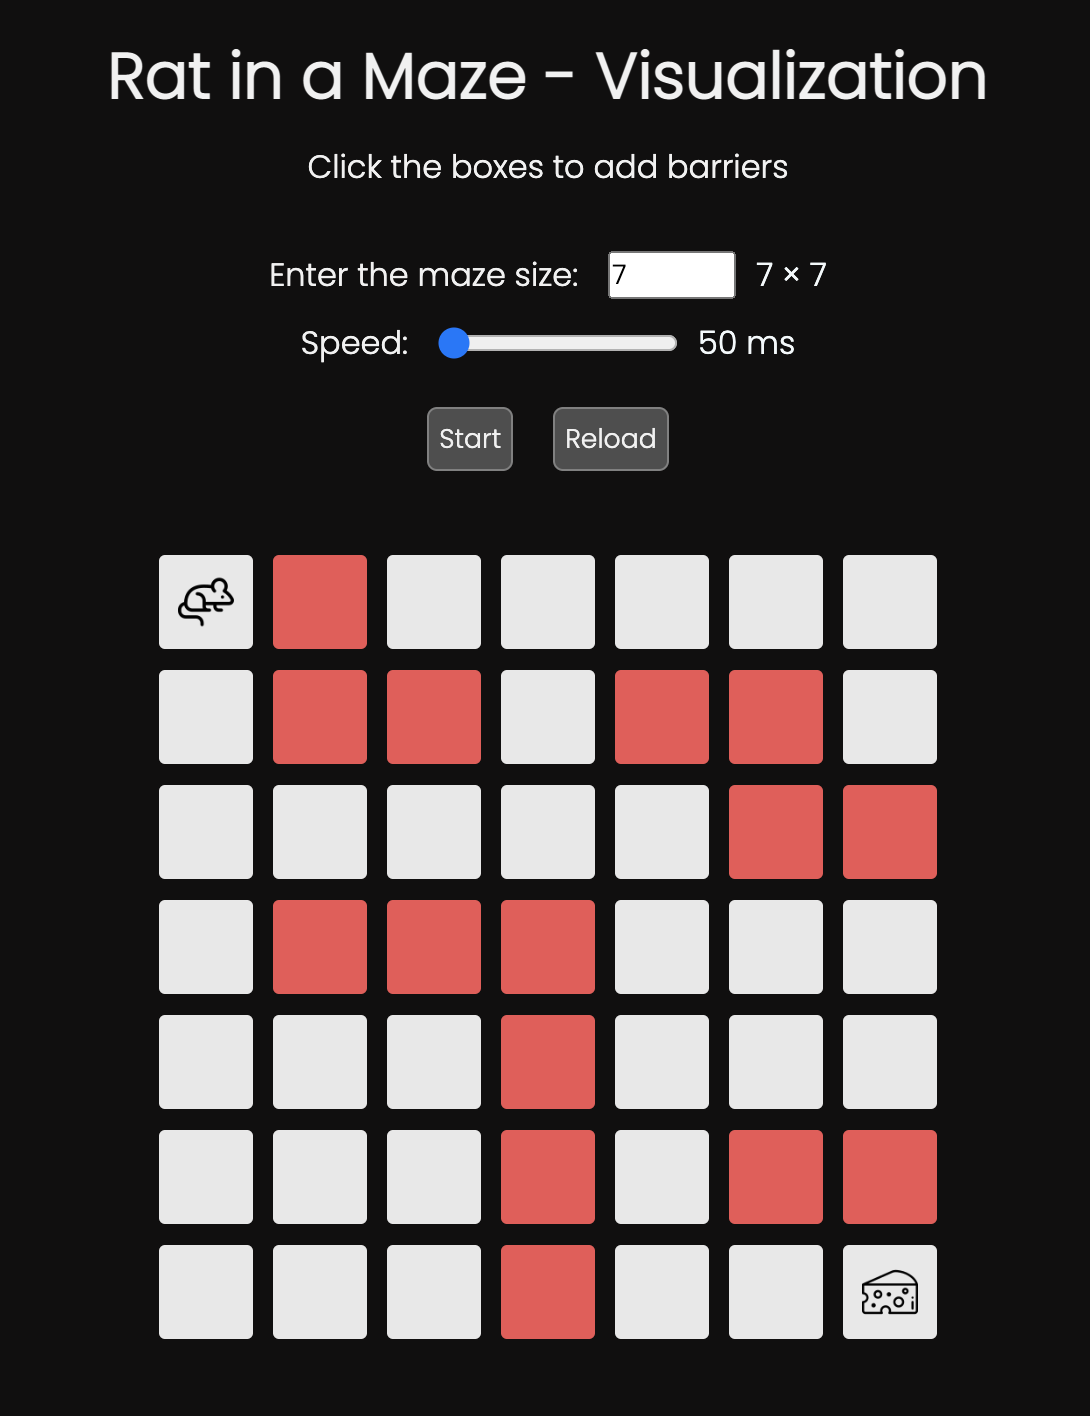 Rat in a Maze - Visualization
Click the boxes to add barriers
Enter the maze size: 7 7 × 7
Speed: 50 ms
Start Reload